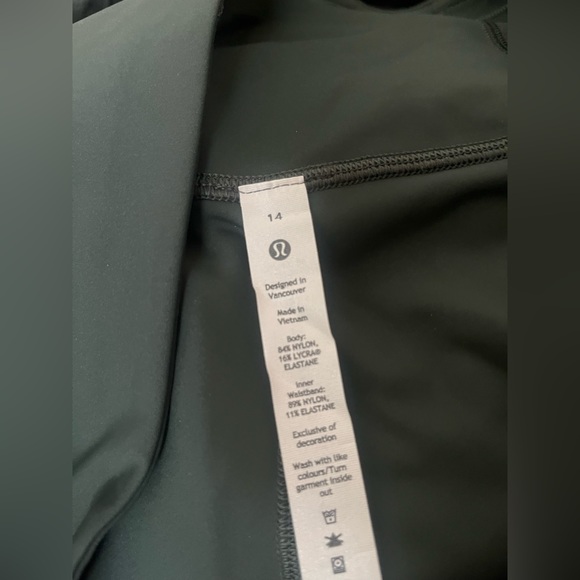 14
Designed in
Vancouver
Made in
Vietnam
Body:
84% NYLON,
16% LYCRA®
ELASTANE
Inner
Waistband:
89% NYLON,
11% ELASTANE
Exclusive of
decoration
Wash with like
colours/Turn
garment inside
out